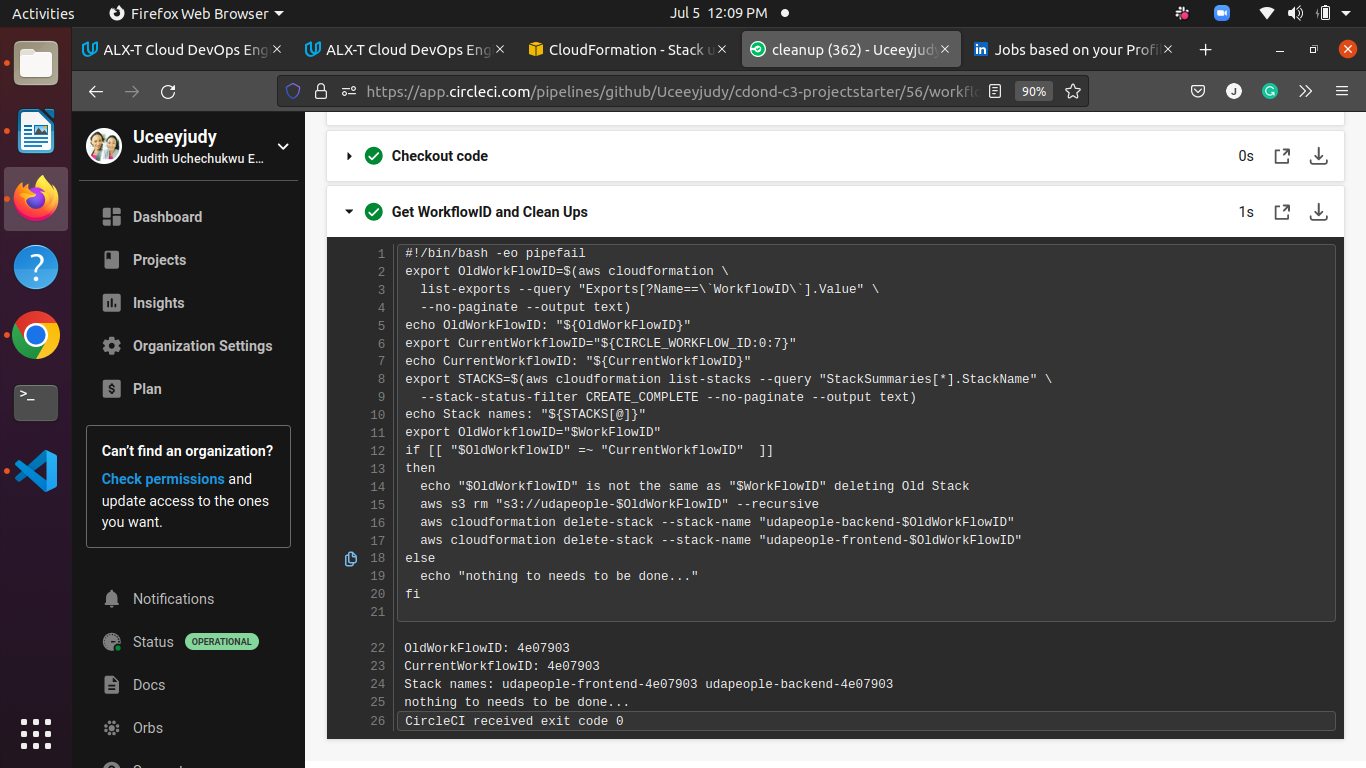 Activities
Firefox Web Browser
Jul 5 12:09 PM
ALX-T Cloud DevOps Eng
ALX-T Cloud DevOps Eng
CloudFormation - Stack u
cleanup (362) - Uceeyjudy
Jobs based on your Profil
https://app.circleci.com/pipelines/github/Uceeyjudy/cdond-c3-projectstarter/56/workflo
90%
J
Uceeyjudy
Judith Uchechukwu E...
Dashboard
Projects
Insights
Organization Settings
Plan
Can't find an organization?
Check permissions and
update access to the ones
you want.
Notifications
Status OPERATIONAL
Docs
Orbs
Checkout code 0s
Get WorkflowID and Clean Ups 1s
1 #!/bin/bash -eo pipefail
2 export OldWorkFlowID=$(aws cloudformation \
3 list-exports --query "Exports[?Name==\`WorkflowID\`].Value" \
4 --no-paginate --output text)
5 echo OldWorkFlowID: "${OldWorkFlowID}"
6 export CurrentWorkflowID="${CIRCLE_WORKFLOW_ID:0:7}"
7 echo CurrentWorkflowID: "${CurrentWorkflowID}"
8 export STACKS=$(aws cloudformation list-stacks --query "StackSummaries[*].StackName" \
9 --stack-status-filter CREATE_COMPLETE --no-paginate --output text)
10 echo Stack names: "${STACKS[@]}"
11 export OldWorkflowID="$WorkFlowID"
12 if [[ "$OldWorkflowID" =~ "CurrentWorkflowID"  ]]
13 then
14 echo "$OldWorkflowID" is not the same as "$WorkFlowID" deleting Old Stack
15 aws s3 rm "s3://udapeople-$OldWorkFlowID" --recursive
16 aws cloudformation delete-stack --stack-name "udapeople-backend-$OldWorkFlowID"
17 aws cloudformation delete-stack --stack-name "udapeople-frontend-$OldWorkFlowID"
18 else
19 echo "nothing to needs to be done..."
20 fi
21
22 OldWorkFlowID: 4e07903
23 CurrentWorkflowID: 4e07903
24 Stack names: udapeople-frontend-4e07903 udapeople-backend-4e07903
25 nothing to needs to be done...
26 CircleCI received exit code 0